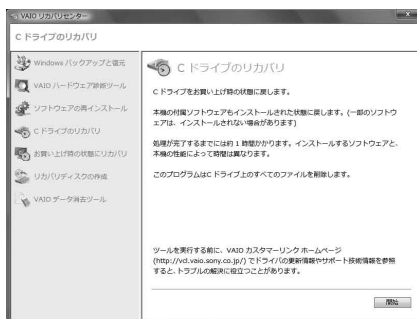 VAIO リカバリセンター
C ドライブのリカバリ
Windows バックアップと復元
VAIO ハードウェア診断ツール
ソフトウェアの再インストール
C ドライブのリカバリ
お買い上げ時の状態にリカバリ
リカバリディスクの作成
VAIO データ消去ツール
C ドライブのリカバリ
C ドライブをお買い上げ時の状態に戻します。
本機の付属ソフトウェアもインストールされた状態に戻します。(一部のソフトウ
ェアは、インストールされない場合があります)
処理が完了するまでには約 1 時間かかります。インストールするソフトウェアと、
本機の性能によって時間は異なります。
このプログラムは C ドライブ上のすべてのファイルを削除します。
ツールを実行する前に、VAIO カスタマーリンク ホームページ
(http://vcl.vaio.sony.co.jp/) でドライバの更新情報やサポート技術情報を参照
すると、トラブルの解決に役立つことがあります。
開始